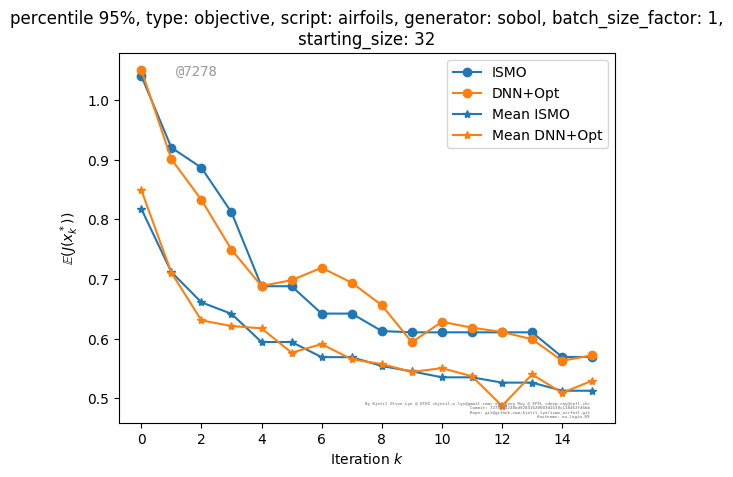 percentile 95%, type: objective, script: airfoils, generator: sobol, batch_size_factor: 1,
starting_size: 32
@7278
ISMO
DNN+Opt
Mean ISMO
Mean DNN+Opt
1.0
0.9
0.8
0.7
0.6
0.5
𝔼(J(x*_k))
0 2 4 6 8 10 12 14
Iteration k